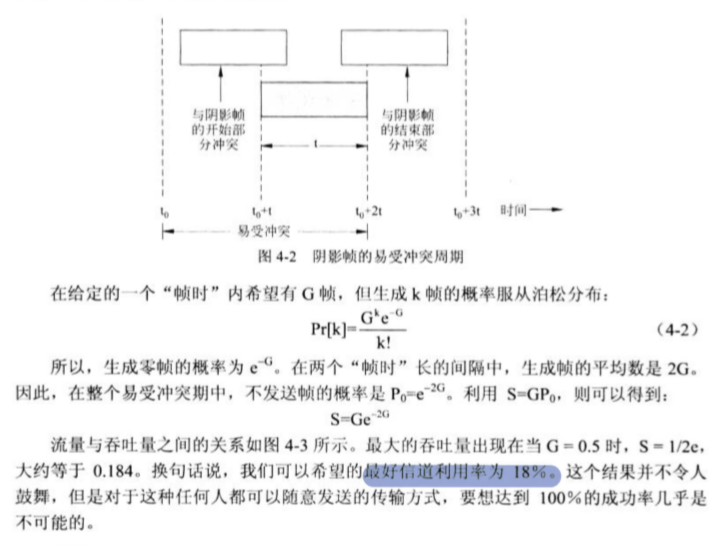 与阴影帧
的开始部
分冲突
t
与阴影帧
的结束部
分冲突
t₀
t₀+t
t₀+2t
t₀+3t
时间
易受冲突
图 4-2 阴影帧的易受冲突周期
在给定的一个“帧时”内希望有 G 帧，但生成 k 帧的概率服从泊松分布：
Pr[k]=Gᵏe⁻ᴳ/k! （4-2）
所以，生成零帧的概率为 e⁻ᴳ。在两个“帧时”长的间隔中，生成帧的平均数是 2G。
因此，在整个易受冲突期中，不发送帧的概率是 P₀=e⁻²ᴳ。利用 S=GP₀，则可以得到：
S=Ge⁻²ᴳ
流量与吞吐量之间的关系如图 4-3 所示。最大的吞吐量出现在当 G = 0.5 时，S = 1/2e，
大约等于 0.184。换句话说，我们可以希望的最好信道利用率为 18%。这个结果并不令人
鼓舞，但是对于这种任何人都可以随意发送的传输方式，要想达到 100%的成功率几乎是
不可能的。